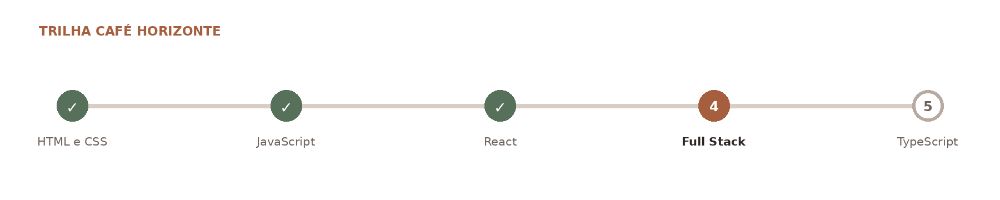 TRILHA CAFÉ HORIZONTE
✓ ✓ ✓ 4 5
HTML e CSS JavaScript React Full Stack TypeScript